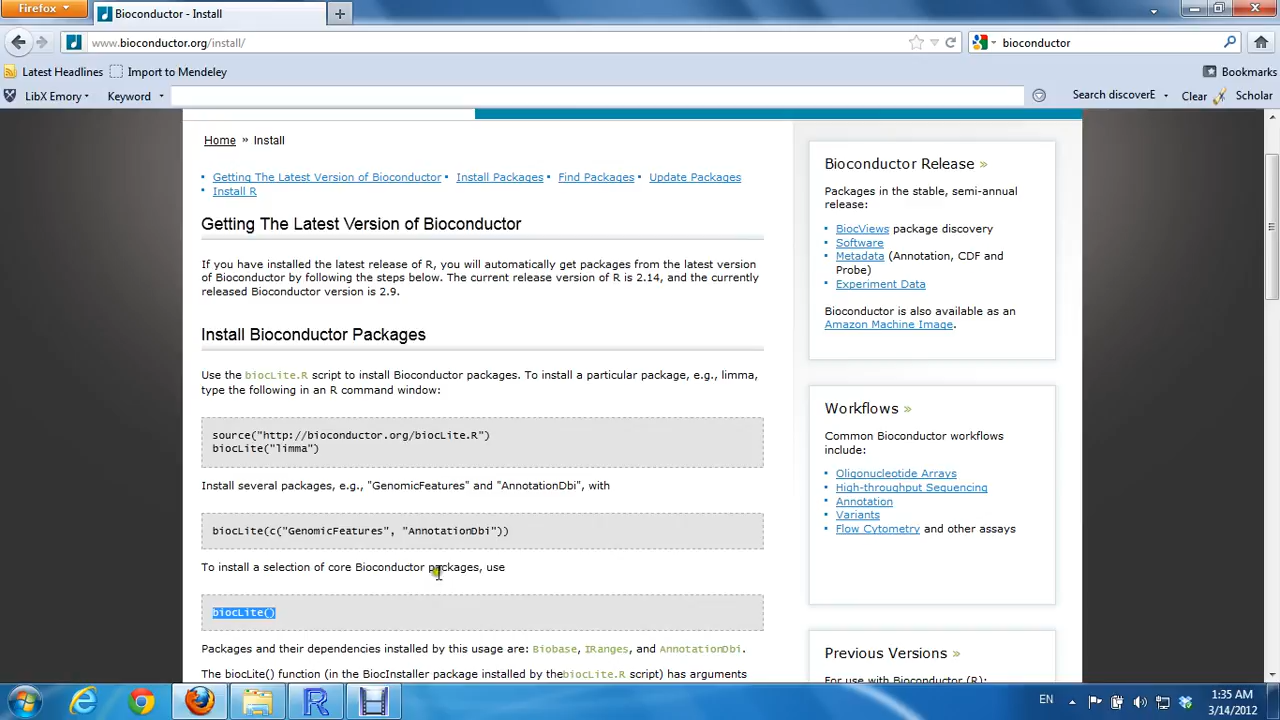 Firefox
Bioconductor - Install
www.bioconductor.org/install/
bioconductor
Latest Headlines
Import to Mendeley
Bookmarks
LibX Emory
Keyword
Search discoverE
Clear
Scholar
Home » Install
Getting The Latest Version of Bioconductor
Install Packages
Find Packages
Update Packages
Install R
Getting The Latest Version of Bioconductor
If you have installed the latest release of R, you will automatically get packages from the latest version
of Bioconductor by following the steps below. The current release version of R is 2.14, and the currently
released Bioconductor version is 2.9.
Install Bioconductor Packages
Use the biocLite.R script to install Bioconductor packages. To install a particular package, e.g., limma,
type the following in an R command window:
source("http://bioconductor.org/biocLite.R")
biocLite("limma")
Install several packages, e.g., "GenomicFeatures" and "AnnotationDbi", with
biocLite(c("GenomicFeatures", "AnnotationDbi"))
To install a selection of core Bioconductor packages, use
biocLite()
Packages and their dependencies installed by this usage are: Biobase, IRanges, and AnnotationDbi.
The biocLite() function (in the BiocInstaller package installed by thebiocLite.R script) has arguments
Bioconductor Release »
Packages in the stable, semi-annual
release:
BiocViews package discovery
Software
Metadata (Annotation, CDF and
Probe)
Experiment Data
Bioconductor is also available as an
Amazon Machine Image.
Workflows »
Common Bioconductor workflows
include:
Oligonucleotide Arrays
High-throughput Sequencing
Annotation
Variants
Flow Cytometry and other assays
Previous Versions »
For use with Bioconductor (R):
EN
1:35 AM
3/14/2012